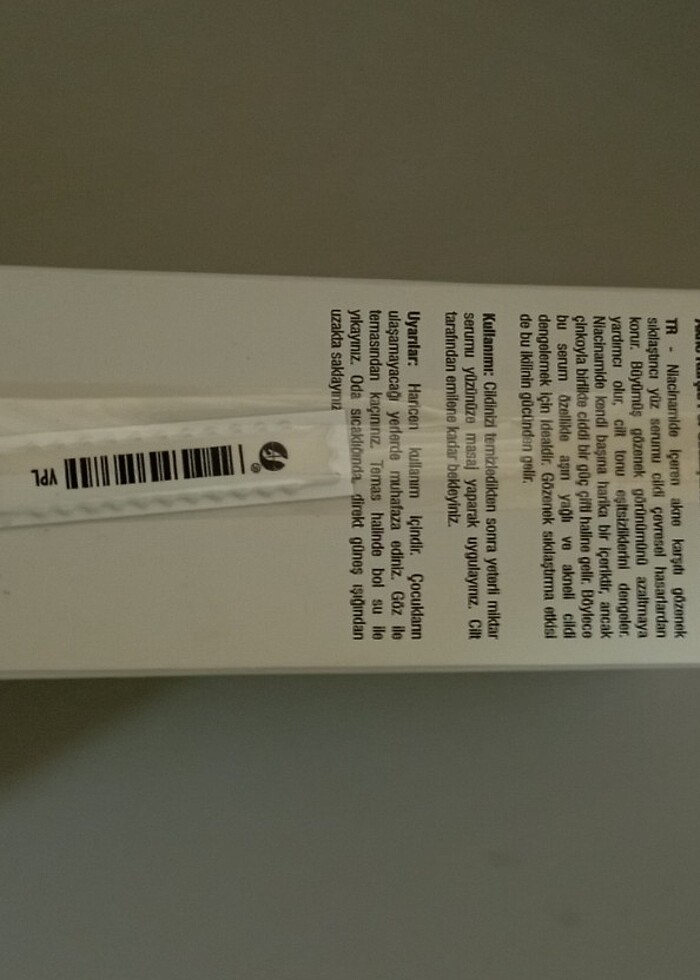 TR - Niacinamide içeren akne karşıtı gözenek
sıkılaştırıcı yüz serumu cildi çevresel hasarlardan
korur. Büyümüş gözenek görünümünü azaltmaya
yardımcı olur, cilt tonu eşitsizliklerini dengeler.
Niacinamide kendi başına harika bir içeriktir, ancak
çinkoyla birlikte ciddi bir güç çifti haline gelir. Böylece
bu serum özellikle aşırı yağlı ve akneli cildi
dengelemek için idealdir. Gözenek sıkılaştırma etkisi
de bu ikilinin gücünden gelir.
Kullanımı: Cildinizi temizledikten sonra yeterli miktar
serumu yüzünüze masaj yaparak uygulayınız. Cilt
tarafından emilene kadar bekleyiniz.
Uyarılar: Haricen kullanım içindir. Çocukların
ulaşamayacağı yerlerde muhafaza ediniz. Göz ile
temasından kaçınınız. Temas halinde bol su ile
yıkayınız. Oda sıcaklığında, direkt güneş ışığından
uzakta saklayınız
VPL